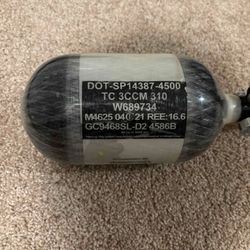 DOT-SP14387-4500
TC 3CCM 310
W689734
M4625 04 21 REE:16.6
GC9468SL-D2 4586B